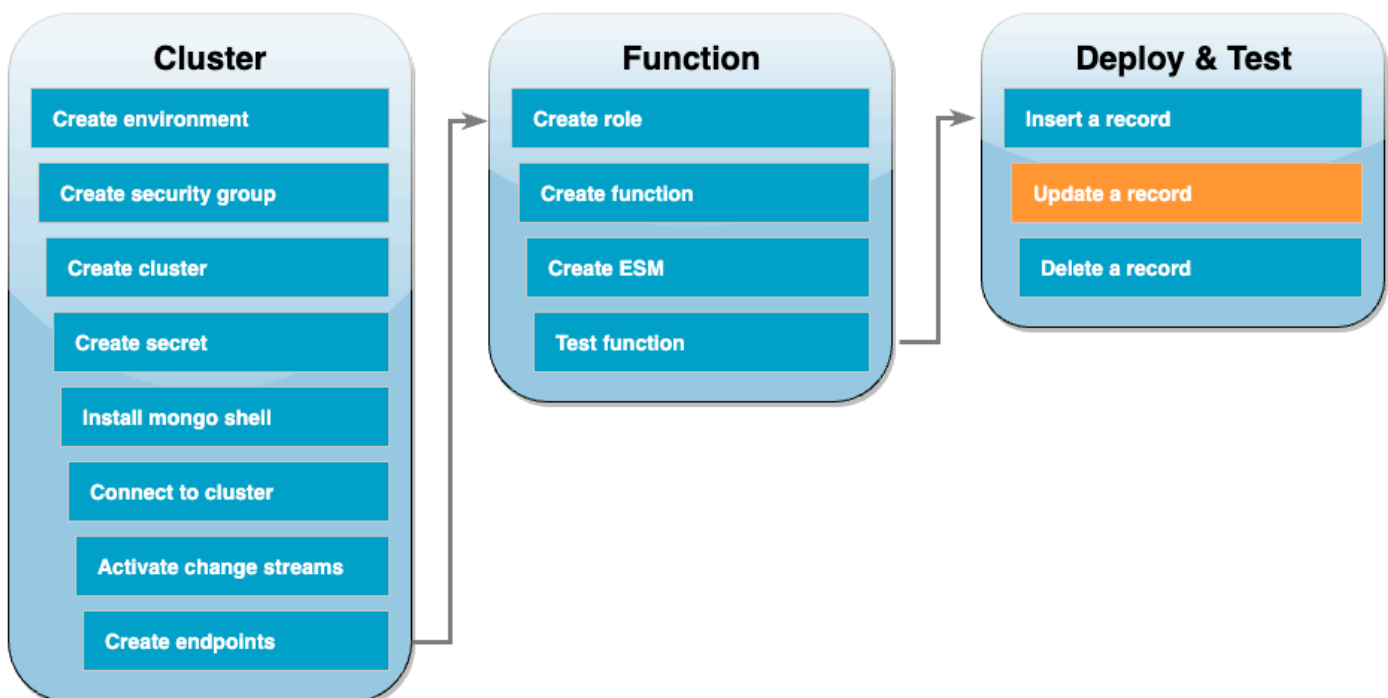 Cluster
Create environment
Create security group
Create cluster
Create secret
Install mongo shell
Connect to cluster
Activate change streams
Create endpoints
Function
Create role
Create function
Create ESM
Test function
Deploy & Test
Insert a record
Update a record
Delete a record